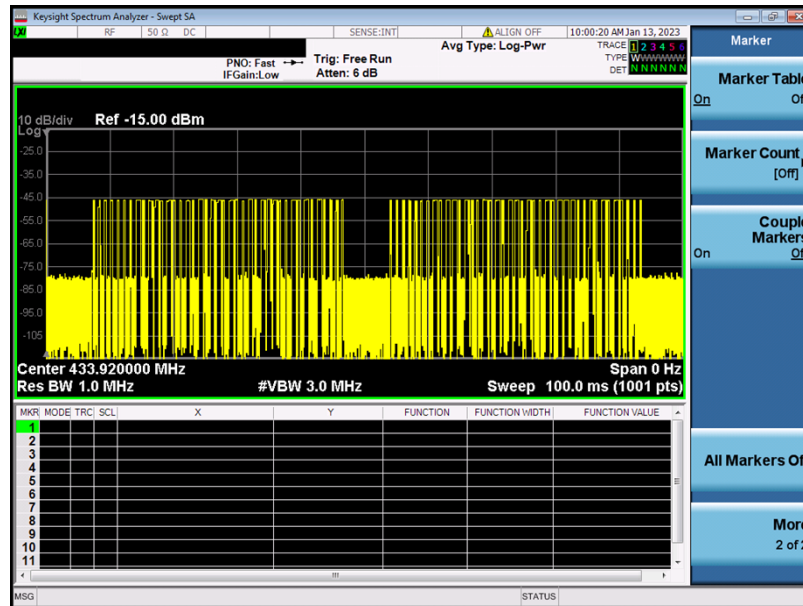 Keysight Spectrum Analyzer - Swept SA
LXI RF 50 Ω DC SENSE:INT ALIGN OFF 10:00:20 AM Jan 13, 2023
Avg Type: Log-Pwr
TRACE 1 2 3 4 5 6
TYPE WWWWWW
DET N N N N N N
PNO: Fast
IFGain:Low
Trig: Free Run
Atten: 6 dB
10 dB/div Ref -15.00 dBm
Log
-25.0
-35.0
-45.0
-55.0
-65.0
-75.0
-85.0
-95.0
-105
Center 433.920000 MHz Span 0 Hz
Res BW 1.0 MHz #VBW 3.0 MHz Sweep 100.0 ms (1001 pts)
MKR MODE TRC SCL X Y FUNCTION FUNCTION WIDTH FUNCTION VALUE
1
2
3
4
5
6
7
8
9
10
11
MSG STATUS
Marker
Marker Table
On Of
Marker Count
[Off]
Couple
Markers
On Of
All Markers Of
More
2 of 2